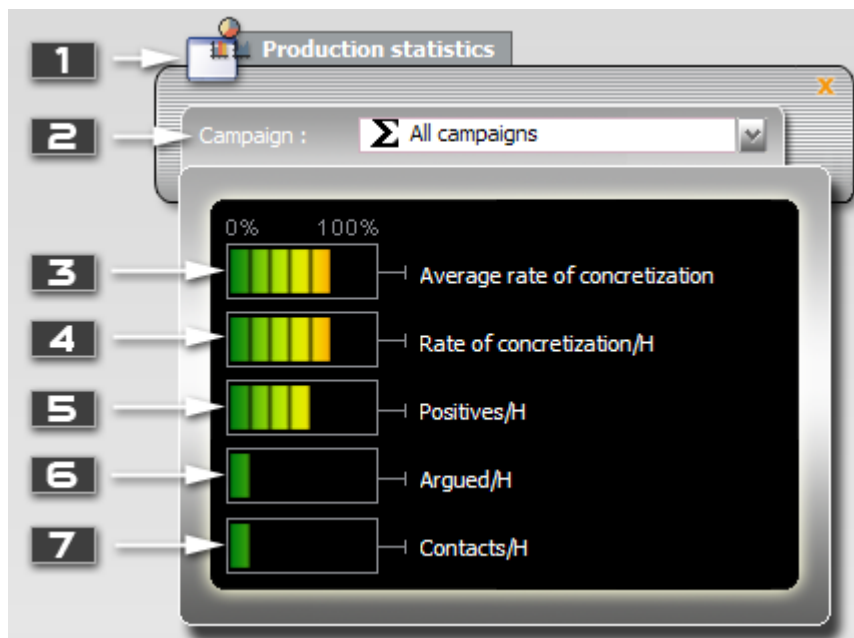 1 Production statistics
x
2 Campaign : Σ All campaigns
0% 100%
3 Average rate of concretization
4 Rate of concretization/H
5 Positives/H
6 Argued/H
7 Contacts/H